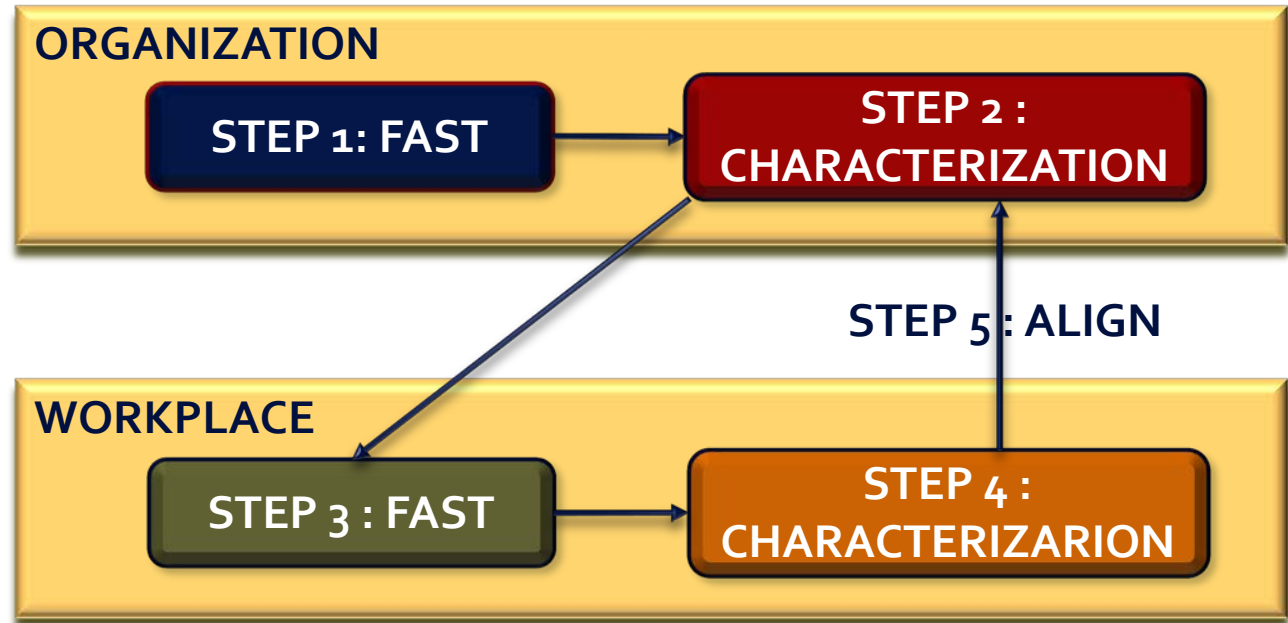 ORGANIZATION
STEP 1: FAST
STEP 2 :
CHARACTERIZATION
STEP 5 : ALIGN
WORKPLACE
STEP 3 : FAST
STEP 4 :
CHARACTERIZARION